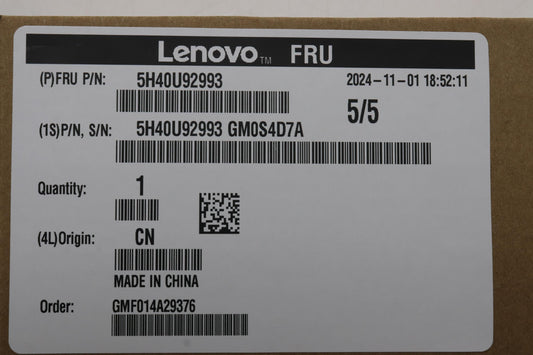 Lenovo™ FRU
(P)FRU P/N: 5H40U92993 2024-11-01 18:52:11
5/5
(1S)P/N, S/N: 5H40U92993 GM0S4D7A
Quantity: 1
(4L)Origin: CN
MADE IN CHINA
Order: GMF014A29376